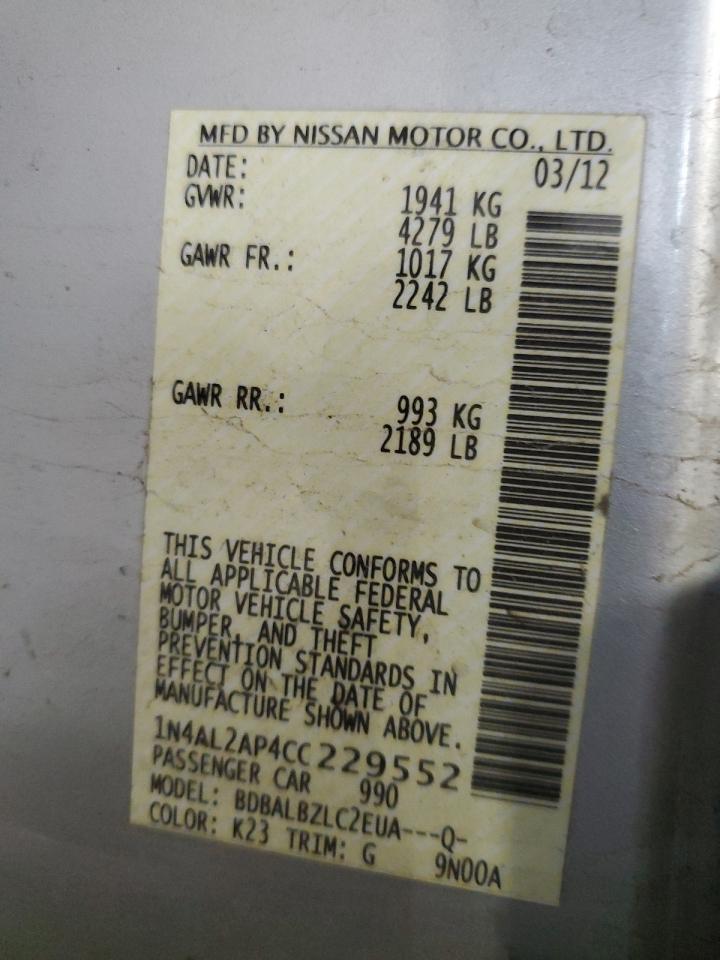 MFD BY NISSAN MOTOR CO., LTD.
DATE: 03/12
GVWR: 1941 KG
4279 LB
GAWR FR.: 1017 KG
2242 LB
GAWR RR.: 993 KG
2189 LB
THIS VEHICLE CONFORMS TO
ALL APPLICABLE FEDERAL
MOTOR VEHICLE SAFETY,
BUMPER, AND THEFT
PREVENTION STANDARDS IN
EFFECT ON THE DATE OF
MANUFACTURE SHOWN ABOVE.
1N4AL2AP4CC229552
PASSENGER CAR 990
MODEL: BDBALBZLC2EUA---Q-
COLOR: K23 TRIM: G 9N00A